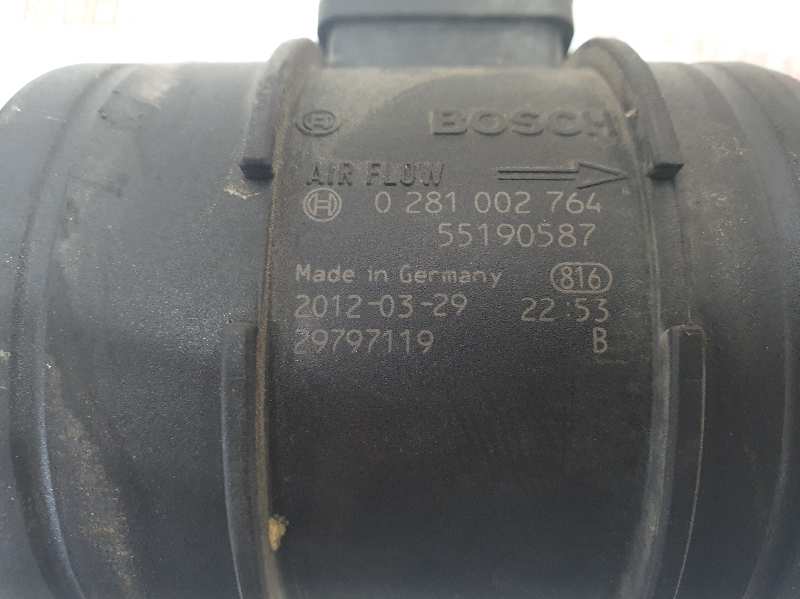 BOSCH
AIR FLOW
0 281 002 764
55190587
Made in Germany 816
2012-03-29 22:53
29797119 B